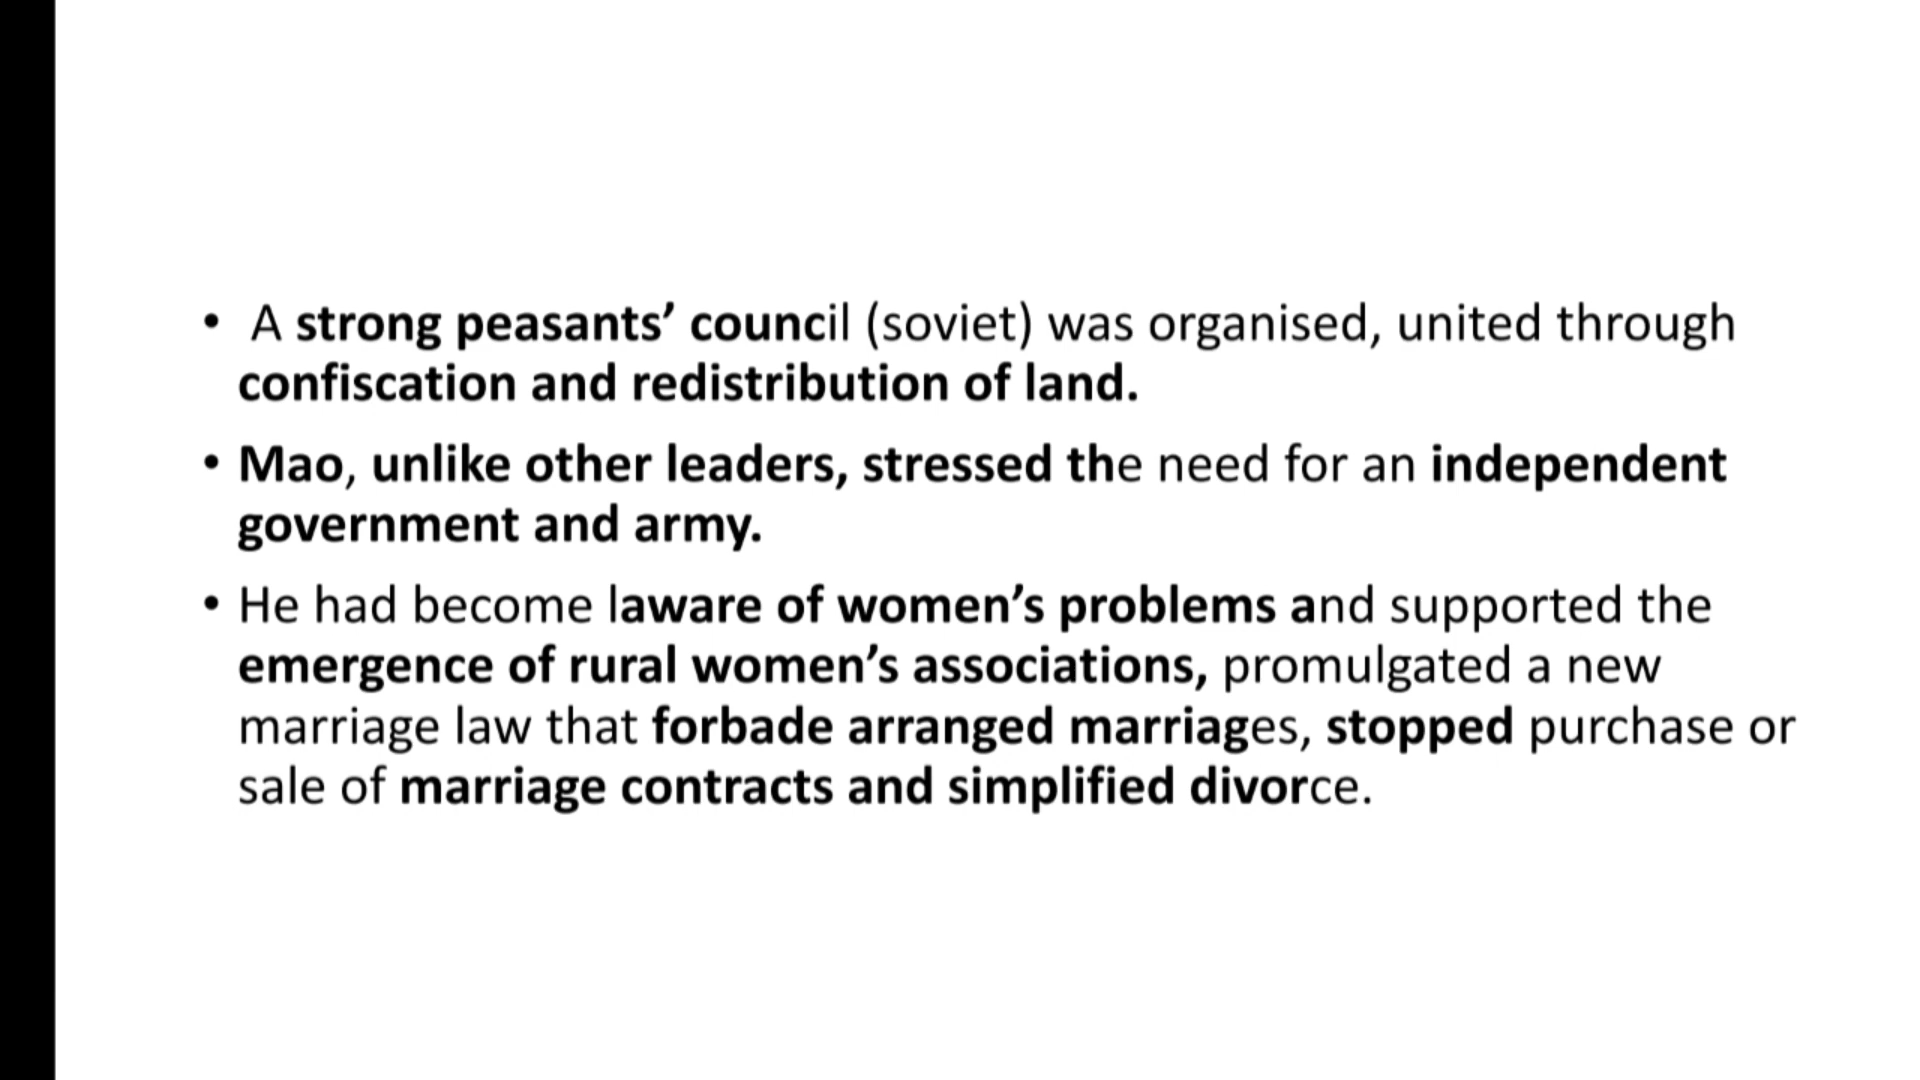 • A strong peasants’ council (soviet) was organised, united through
confiscation and redistribution of land.
• Mao, unlike other leaders, stressed the need for an independent
government and army.
• He had become laware of women’s problems and supported the
emergence of rural women’s associations, promulgated a new
marriage law that forbade arranged marriages, stopped purchase or
sale of marriage contracts and simplified divorce.